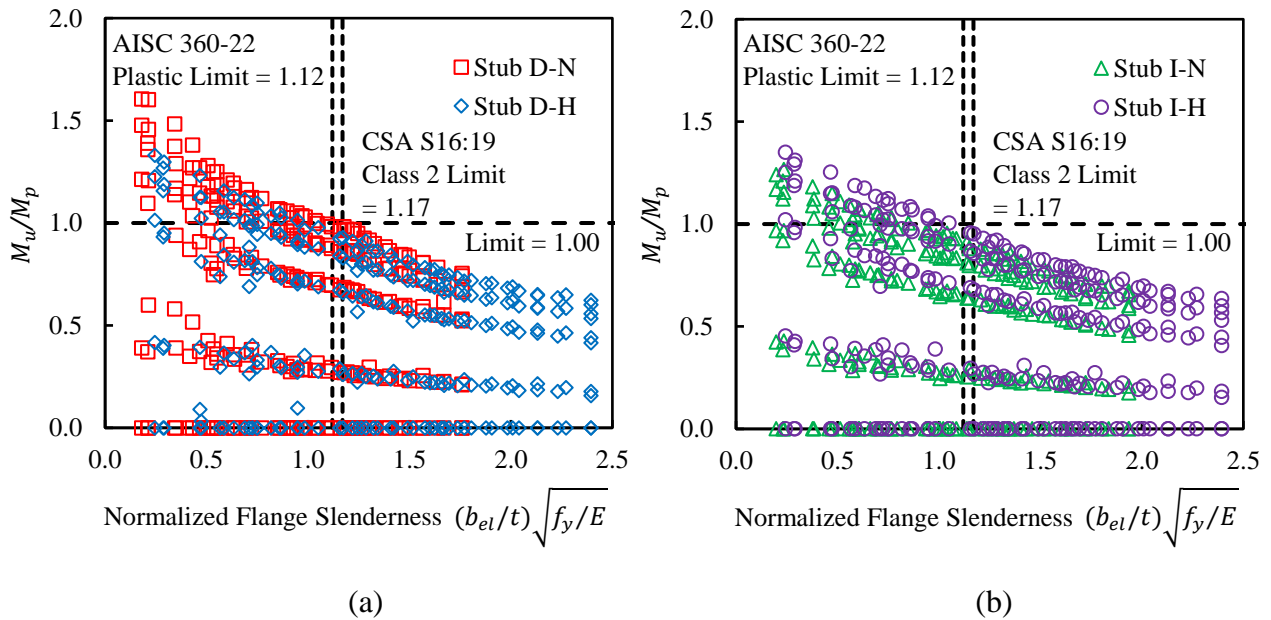 AISC 360-22
Plastic Limit = 1.12
Stub D-N
Stub D-H
CSA S16:19
Class 2 Limit
= 1.17
Limit = 1.00
2.0
1.5
1.0
0.5
0.0
M_u/M_p
0.0 0.5 1.0 1.5 2.0 2.5
Normalized Flange Slenderness (b_{el}/t)√(f_y/E)
(a)
AISC 360-22
Plastic Limit = 1.12
Stub I-N
Stub I-H
CSA S16:19
Class 2 Limit
= 1.17
Limit = 1.00
2.0
1.5
1.0
0.5
0.0
M_u/M_p
0.0 0.5 1.0 1.5 2.0 2.5
Normalized Flange Slenderness (b_{el}/t)√(f_y/E)
(b)